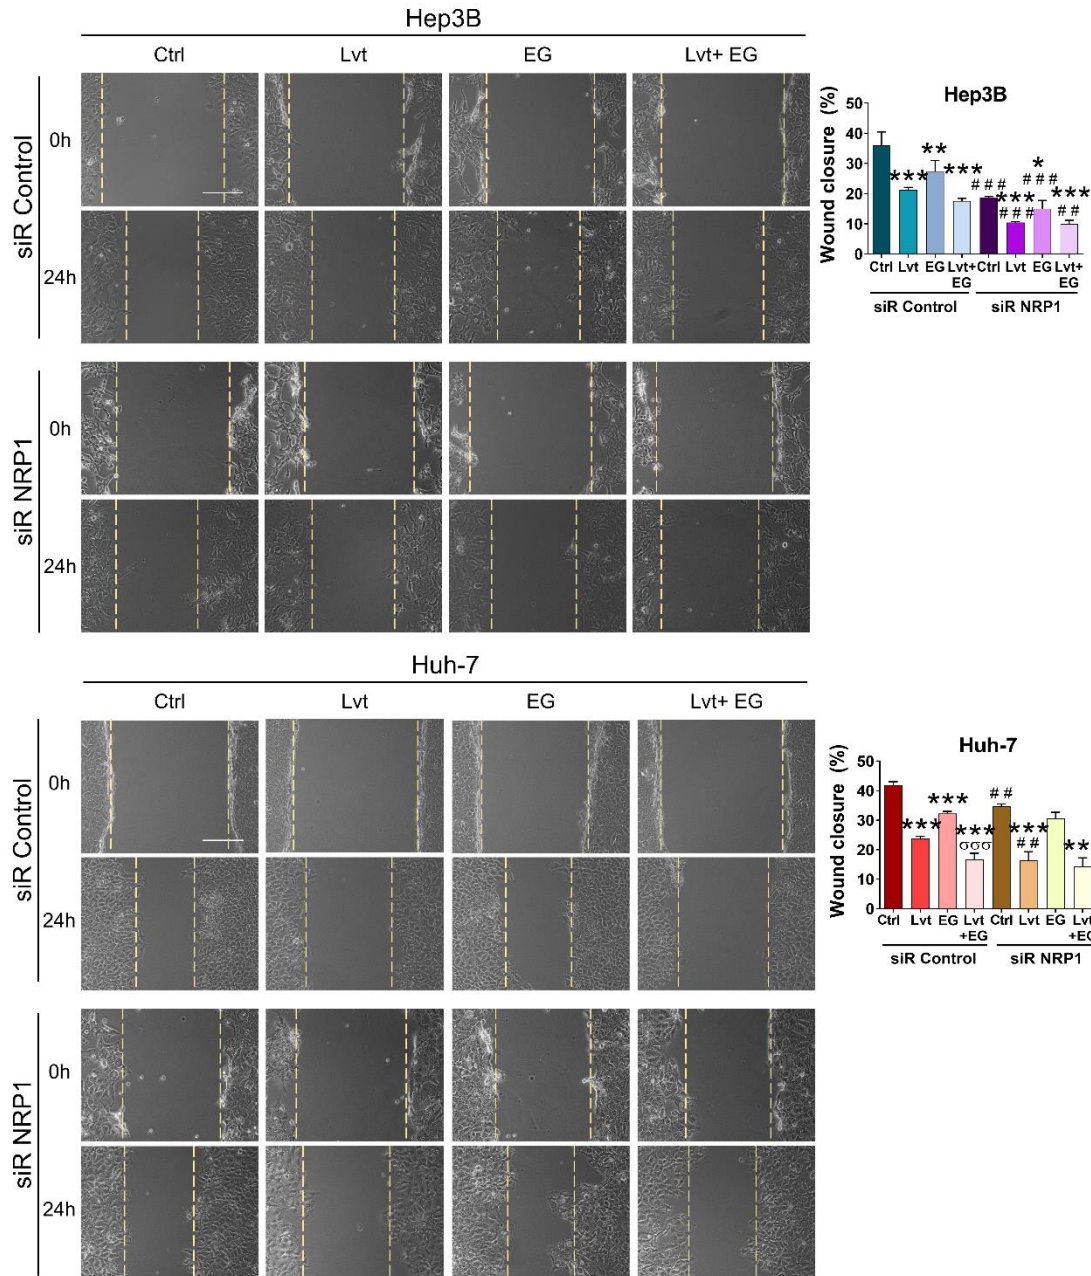 Hep3B
Ctrl Lvt EG Lvt+ EG
siR Control
0h
24h
siR NRP1
0h
24h
Hep3B
Wound closure (%)
50
40
30
20
10
0
*** ** *** ### *** ### * ### *** ##
Ctrl Lvt EG Lvt+ EG Ctrl Lvt EG Lvt+ EG
siR Control siR NRP1
Huh-7
Ctrl Lvt EG Lvt+ EG
siR Control
0h
24h
siR NRP1
0h
24h
Huh-7
Wound closure (%)
50
40
30
20
10
0
*** *** *** σσσ ## *** ## **
Ctrl Lvt EG Lvt +EG Ctrl Lvt EG Lvt
siR Control siR NRP1